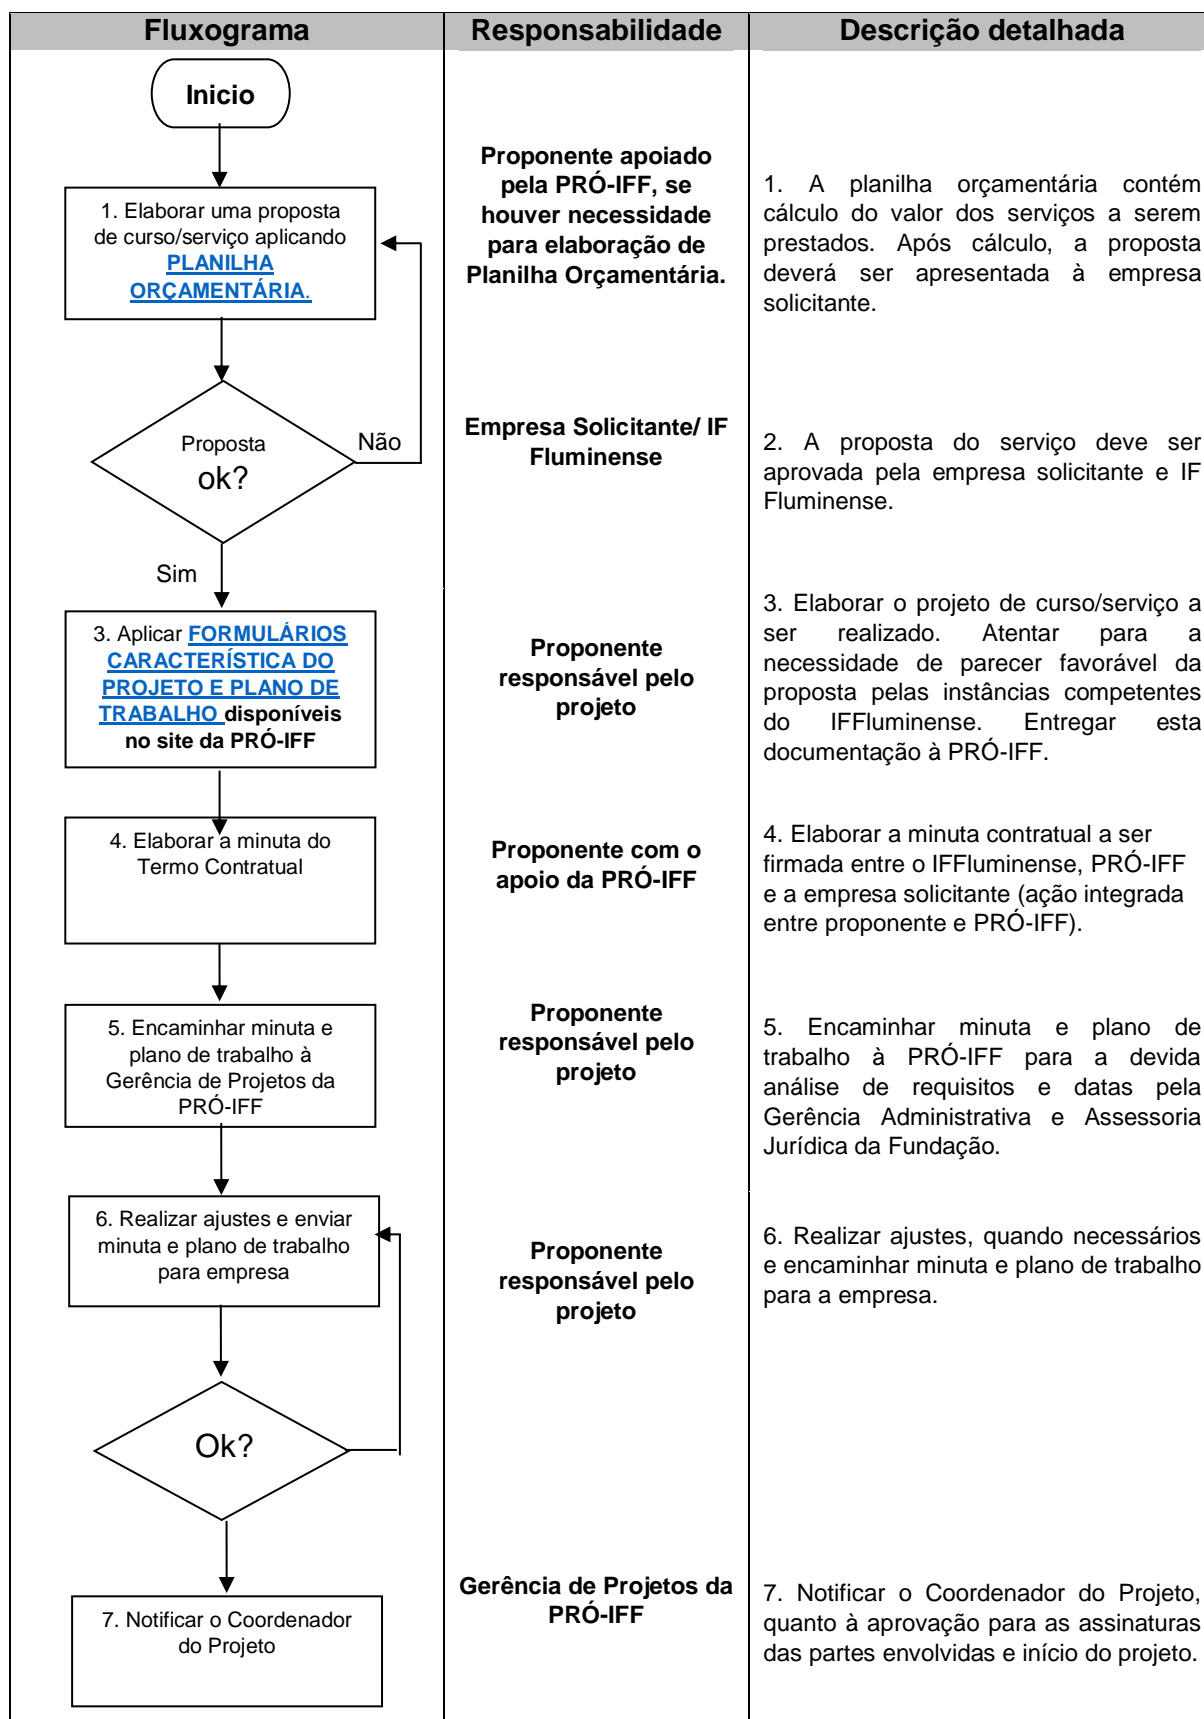 Fluxograma
Responsabilidade
Descrição detalhada
Inicio
1. Elaborar uma proposta
de curso/serviço aplicando
PLANILHA
ORÇAMENTÁRIA.
Proponente apoiado
pela PRÓ-IFF, se
houver necessidade
para elaboração de
Planilha Orçamentária.
1. A planilha orçamentária contém
cálculo do valor dos serviços a serem
prestados. Após cálculo, a proposta
deverá ser apresentada à empresa
solicitante.
Proposta
ok?
Não
Sim
Empresa Solicitante/ IF
Fluminense
2. A proposta do serviço deve ser
aprovada pela empresa solicitante e IF
Fluminense.
3. Aplicar FORMULÁRIOS
CARACTERÍSTICA DO
PROJETO E PLANO DE
TRABALHO disponíveis
no site da PRÓ-IFF
Proponente
responsável pelo
projeto
3. Elaborar o projeto de curso/serviço a
ser realizado. Atentar para a
necessidade de parecer favorável da
proposta pelas instâncias competentes
do IFFluminense. Entregar esta
documentação à PRÓ-IFF.
4. Elaborar a minuta do
Termo Contratual
Proponente com o
apoio da PRÓ-IFF
4. Elaborar a minuta contratual a ser
firmada entre o IFFluminense, PRÓ-IFF
e a empresa solicitante (ação integrada
entre proponente e PRÓ-IFF).
5. Encaminhar minuta e
plano de trabalho à
Gerência de Projetos da
PRÓ-IFF
Proponente
responsável pelo
projeto
5. Encaminhar minuta e plano de
trabalho à PRÓ-IFF para a devida
análise de requisitos e datas pela
Gerência Administrativa e Assessoria
Jurídica da Fundação.
6. Realizar ajustes e enviar
minuta e plano de trabalho
para empresa
Proponente
responsável pelo
projeto
6. Realizar ajustes, quando necessários
e encaminhar minuta e plano de trabalho
para a empresa.
Ok?
7. Notificar o Coordenador
do Projeto
Gerência de Projetos da
PRÓ-IFF
7. Notificar o Coordenador do Projeto,
quanto à aprovação para as assinaturas
das partes envolvidas e início do projeto.